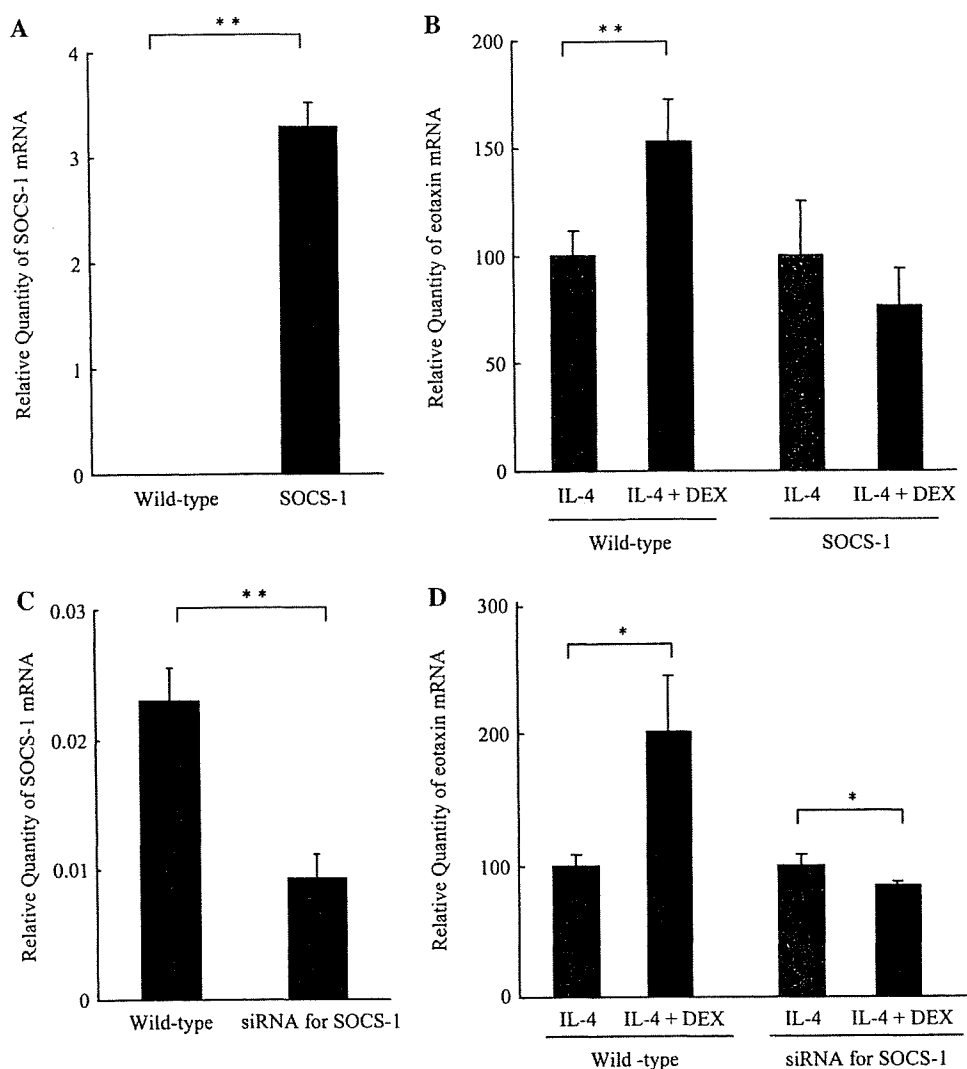 A
* *
Relative Quantity of SOCS-1 mRNA
4
3
2
1
0
Wild-type
SOCS-1
B
* *
Relative Quantity of eotaxin mRNA
200
150
100
50
0
IL-4
IL-4 + DEX
IL-4
IL-4 + DEX
Wild-type
SOCS-1
C
* *
Relative Quantity of SOCS-1 mRNA
0.03
0.02
0.01
0
Wild-type
siRNA for SOCS-1
D
*
*
Relative Quantity of eotaxin mRNA
300
200
100
0
IL-4
IL-4 + DEX
IL-4
IL-4 + DEX
Wild -type
siRNA for SOCS-1